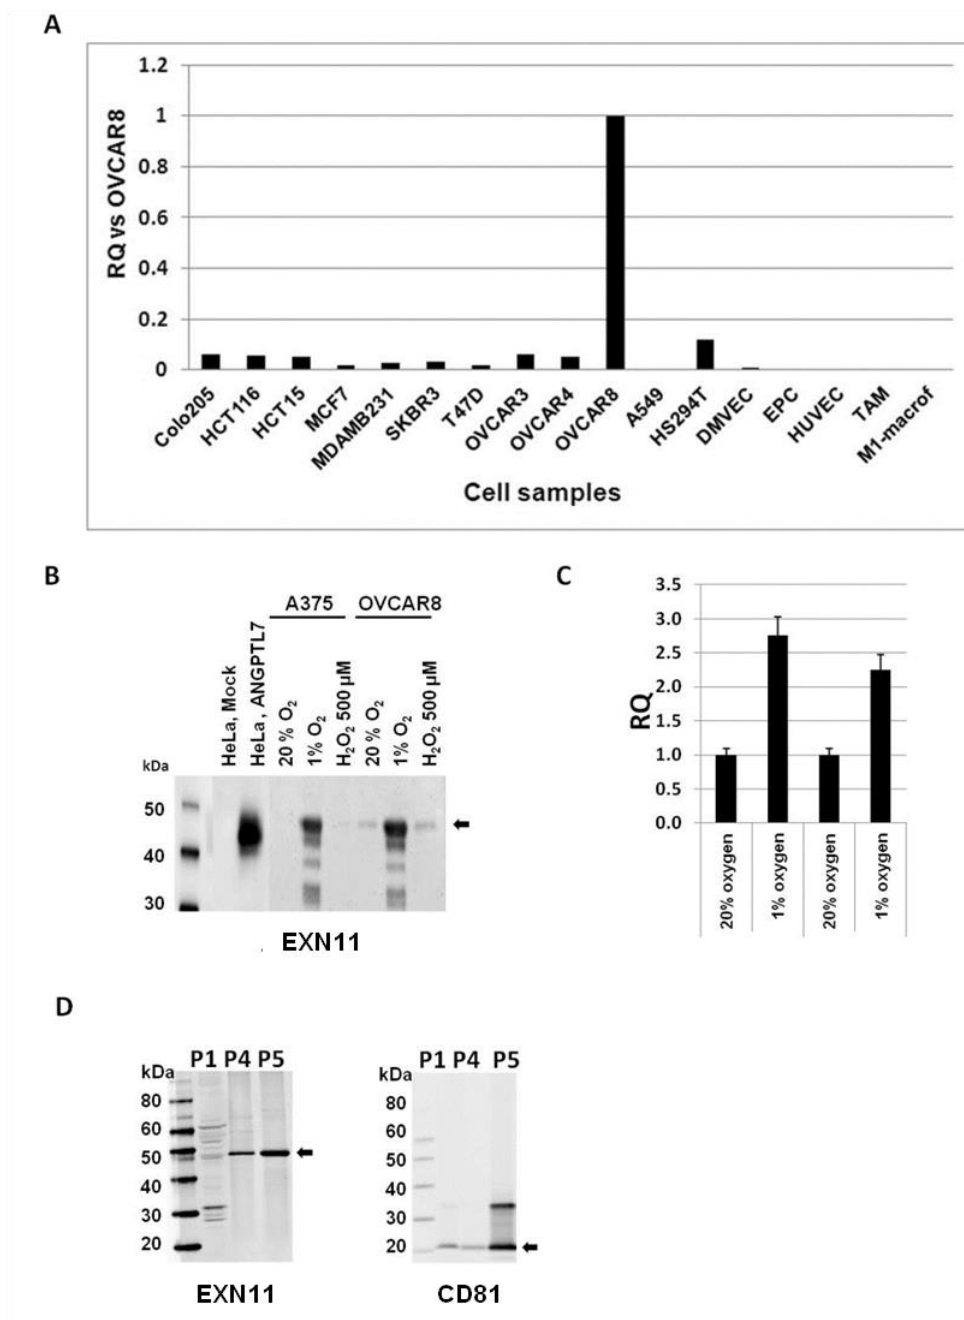 A
1.2
1
0.8
0.6
0.4
0.2
0
RQ vs OVCAR8
Colo205
HCT116
HCT15
MCF7
MDAMB231
SKBR3
T47D
OVCAR3
OVCAR4
OVCAR8
A549
HS294T
DMVEC
EPC
HUVEC
TAM
M1-macrof
Cell samples
B
A375 OVCAR8
HeLa, Mock
HeLa, ANGPTL7
20 % O₂
1% O₂
H₂O₂ 500 µM
20 % O₂
1% O₂
H₂O₂ 500 µM
kDa
50
40
30
EXN11
C
3.5
3.0
2.5
2.0
1.5
1.0
0.5
0.0
RQ
20% oxygen
1% oxygen
20% oxygen
1% oxygen
D
P1 P4 P5
kDa
80
60
50
40
30
20
EXN11
P1 P4 P5
kDa
80
60
50
40
30
20
CD81